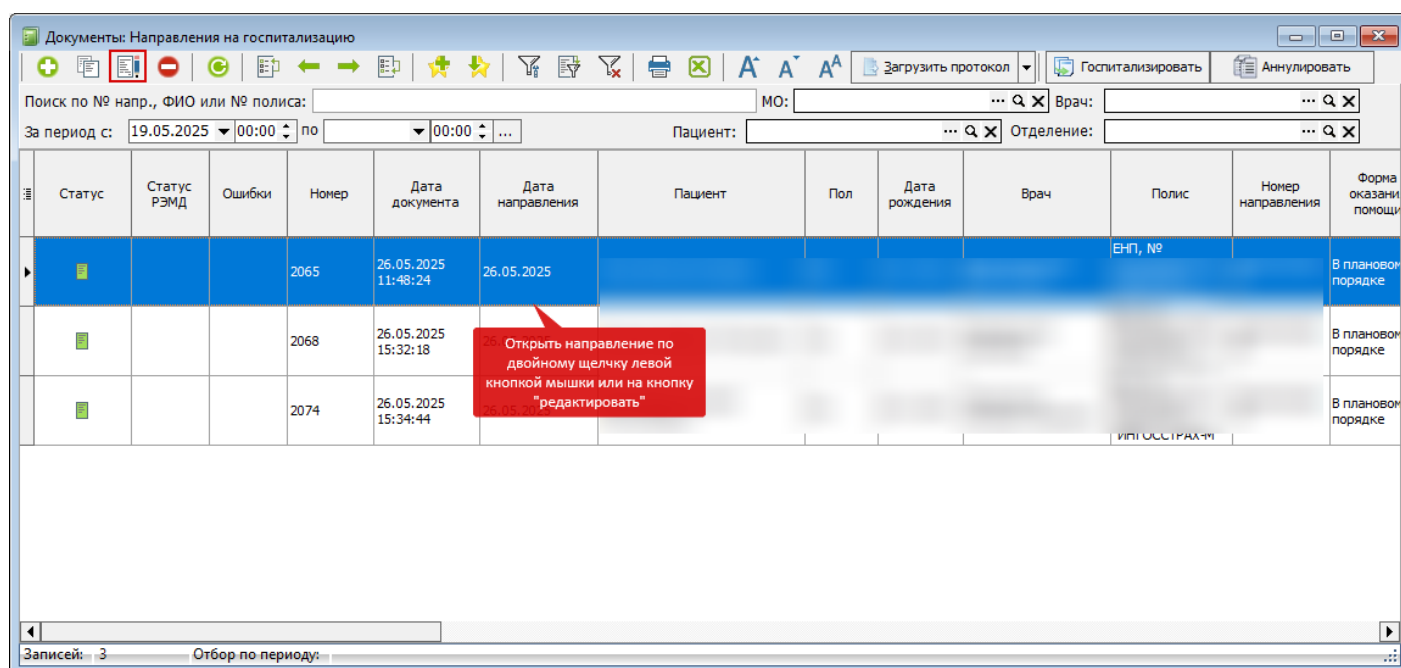 Документы: Направления на госпитализацию
Загрузить протокол Госпитализировать Аннулировать
Поиск по № напр., ФИО или № полиса: МО: Врач:
За период с: 19.05.2025 00:00 по 00:00 ... Пациент: Отделение:
Статус Статус РЭМД Ошибки Номер Дата документа Дата направления Пациент Пол Дата рождения Врач Полис Номер направления Форма оказани помощи
ЕНП, №
2065 26.05.2025 11:48:24 26.05.2025 В плановом порядке
2068 26.05.2025 15:32:18 В плановом порядке
Открыть направление по
двойному щелчку левой
кнопкой мышки или на кнопку
"редактировать"
2074 26.05.2025 15:34:44 26.05.2025 В плановом порядке
ИНГОССТРАХ-М
Записей: 3 Отбор по периоду: